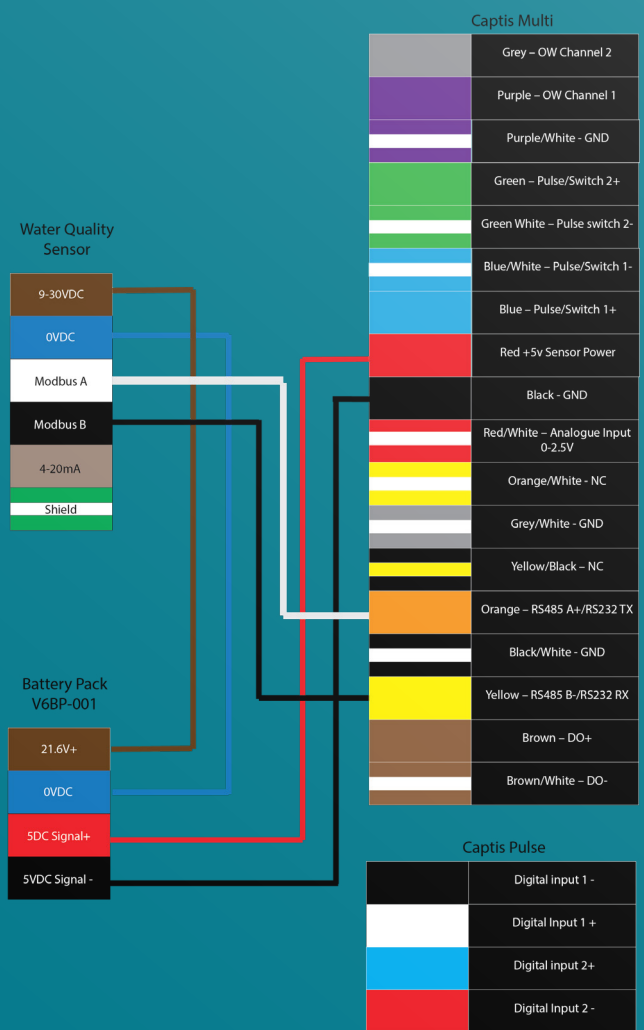 Captis Multi
Grey – OW Channel 2
Purple – OW Channel 1
Purple/White - GND
Green – Pulse/Switch 2+
Green White – Pulse switch 2-
Blue/White – Pulse/Switch 1-
Blue – Pulse/Switch 1+
Red +5v Sensor Power
Black - GND
Red/White – Analogue Input
0-2.5V
Orange/White - NC
Grey/White - GND
Yellow/Black – NC
Orange – RS485 A+/RS232 TX
Black/White - GND
Yellow – RS485 B-/RS232 RX
Brown – DO+
Brown/White – DO-
Water Quality
Sensor
9-30VDC
0VDC
Modbus A
Modbus B
4-20mA
Shield
Battery Pack
V6BP-001
21.6V+
0VDC
5DC Signal+
5VDC Signal -
Captis Pulse
Digital input 1 -
Digital Input 1 +
Digital input 2+
Digital Input 2 -